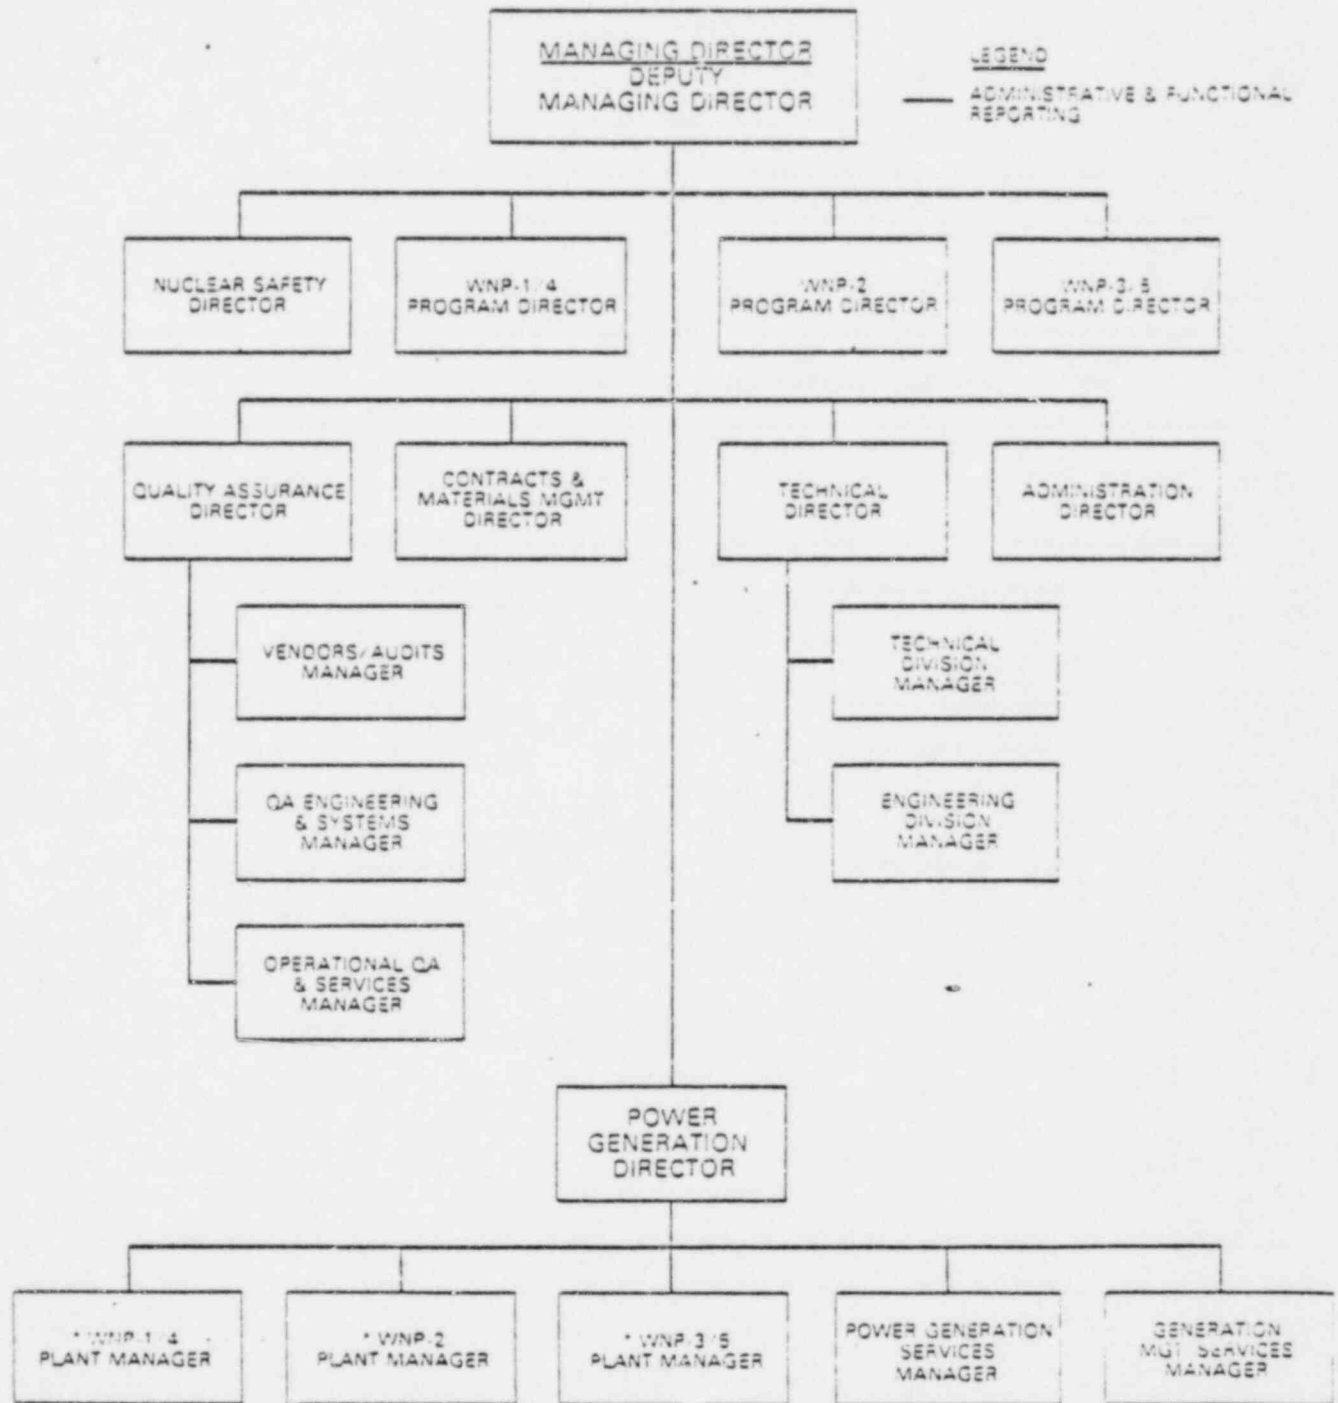 MANAGING DIRECTOR
DEPUTY
MANAGING DIRECTOR
LEGEND
ADMINISTRATIVE & FUNCTIONAL
REPORTING
NUCLEAR SAFETY
DIRECTOR
WNP-1/4
PROGRAM DIRECTOR
WNP-2
PROGRAM DIRECTOR
WNP-3/5
PROGRAM DIRECTOR
QUALITY ASSURANCE
DIRECTOR
CONTRACTS &
MATERIALS MGMT
DIRECTOR
TECHNICAL
DIRECTOR
ADMINISTRATION
DIRECTOR
VENDORS/AUDITS
MANAGER
TECHNICAL
DIVISION
MANAGER
QA ENGINEERING
& SYSTEMS
MANAGER
ENGINEERING
DIVISION
MANAGER
OPERATIONAL QA
& SERVICES
MANAGER
POWER
GENERATION
DIRECTOR
* WNP-1/4
PLANT MANAGER
* WNP-2
PLANT MANAGER
* WNP-3/5
PLANT MANAGER
POWER GENERATION
SERVICES
MANAGER
GENERATION
MGT SERVICES
MANAGER